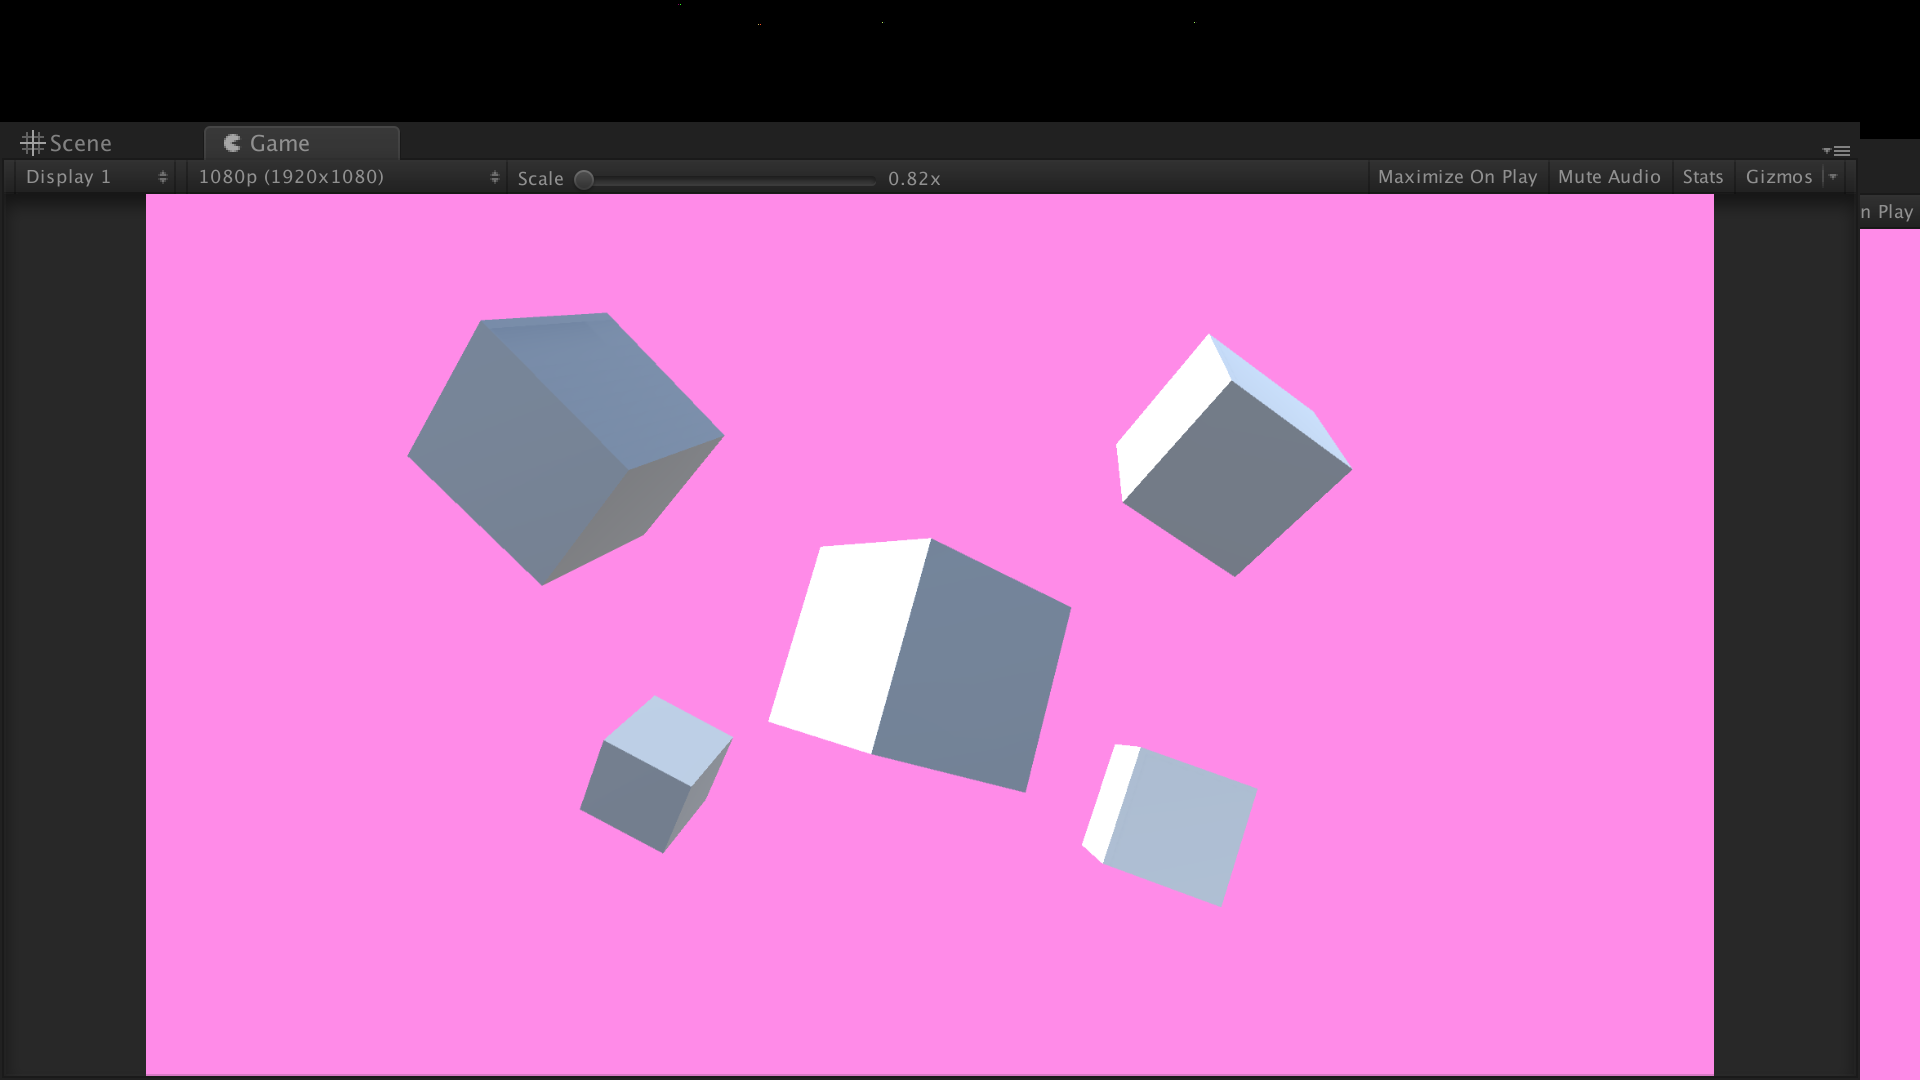 Scene
Game
Display 1
1080p (1920x1080)
Scale
0.82x
Maximize On Play
Mute Audio
Stats
Gizmos
n Play